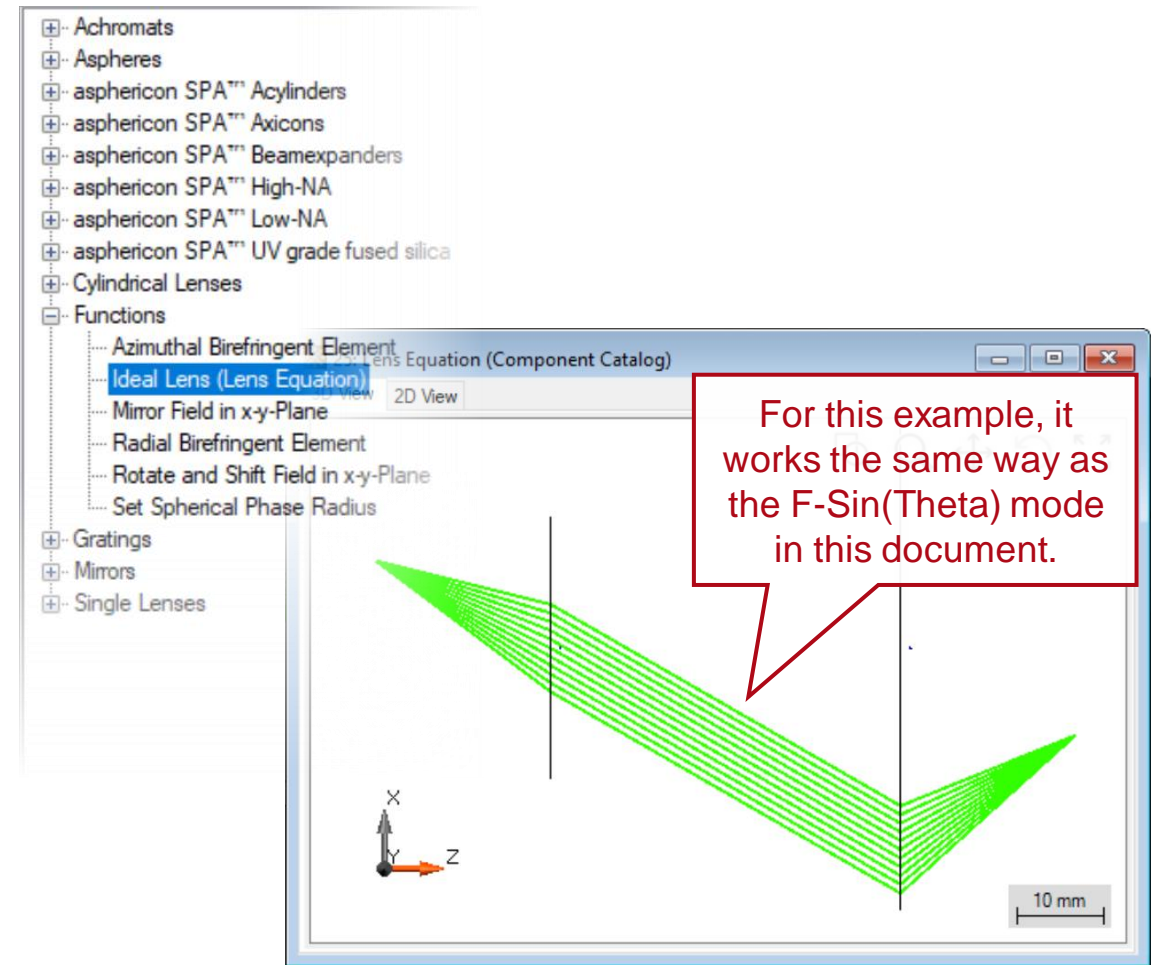 Achromats
Aspheres
asphericon SPA™ Acylinders
asphericon SPA™ Axicons
asphericon SPA™ Beamexpanders
asphericon SPA™ High-NA
asphericon SPA™ Low-NA
asphericon SPA™ UV grade fused silica
Cylindrical Lenses
Functions
Azimuthal Birefringent Element
Ideal Lens (Lens Equation)
Mirror Field in x-y-Plane
Radial Birefringent Element
Rotate and Shift Field in x-y-Plane
Set Spherical Phase Radius
Gratings
Mirrors
Single Lenses
25: Lens Equation (Component Catalog)
3D View 2D View
For this example, it
works the same way as
the F-Sin(Theta) mode
in this document.
X
Y
Z
10 mm